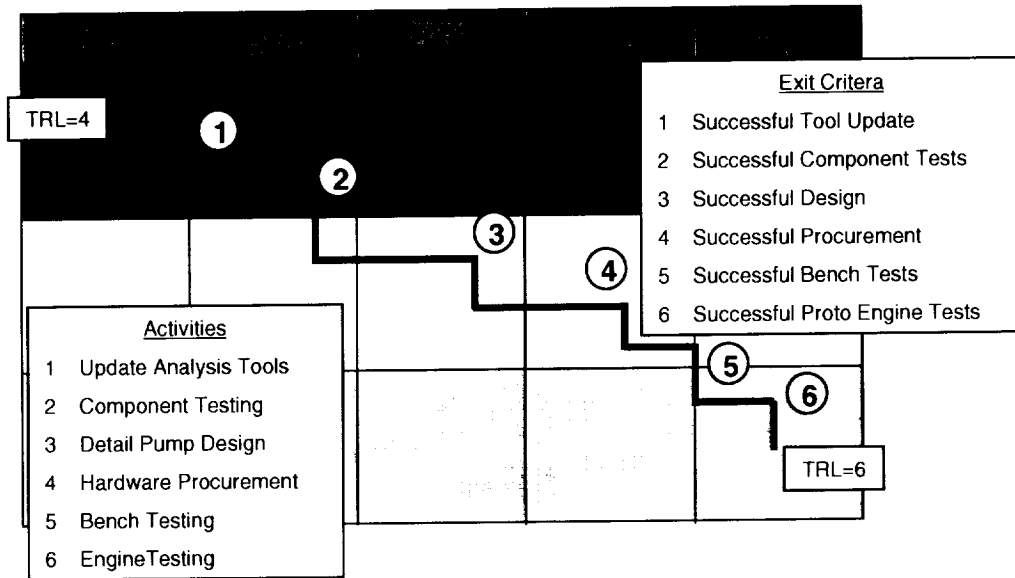 TRL=4
1
2
3
4
5
6
TRL=6
Exit Critera
1 Successful Tool Update
2 Successful Component Tests
3 Successful Design
4 Successful Procurement
5 Successful Bench Tests
6 Successful Proto Engine Tests
Activities
1 Update Analysis Tools
2 Component Testing
3 Detail Pump Design
4 Hardware Procurement
5 Bench Testing
6 EngineTesting